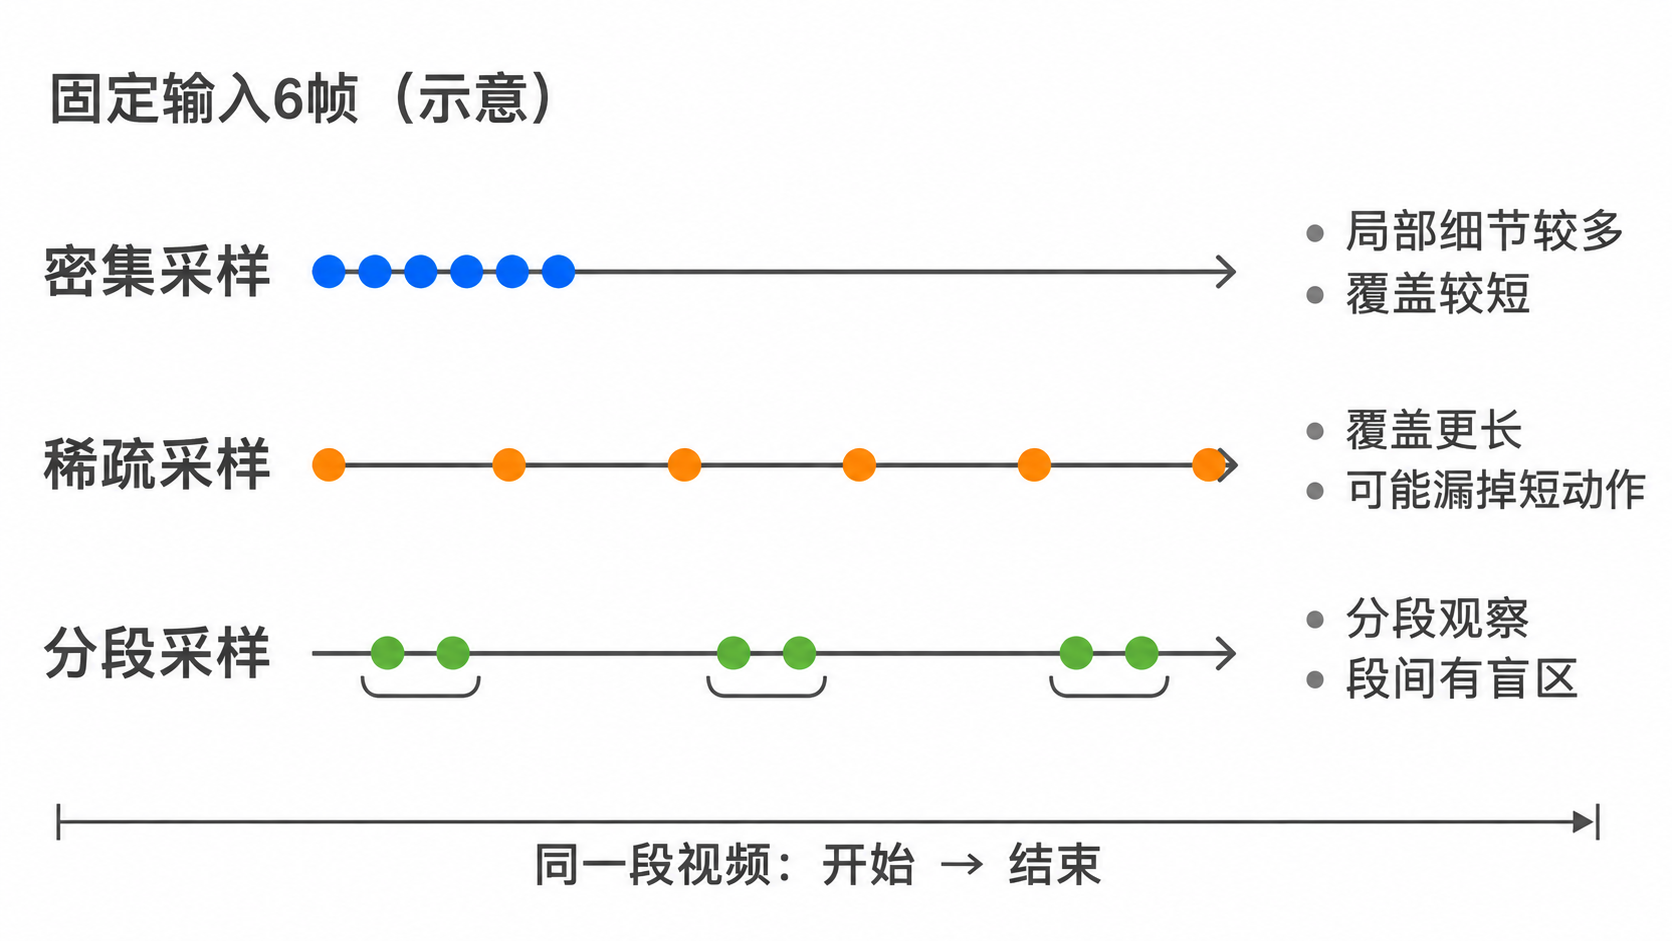 固定输入6帧（示意）
密集采样
局部细节较多
覆盖较短
稀疏采样
覆盖更长
可能漏掉短动作
分段采样
分段观察
段间有盲区
同一段视频：开始 → 结束